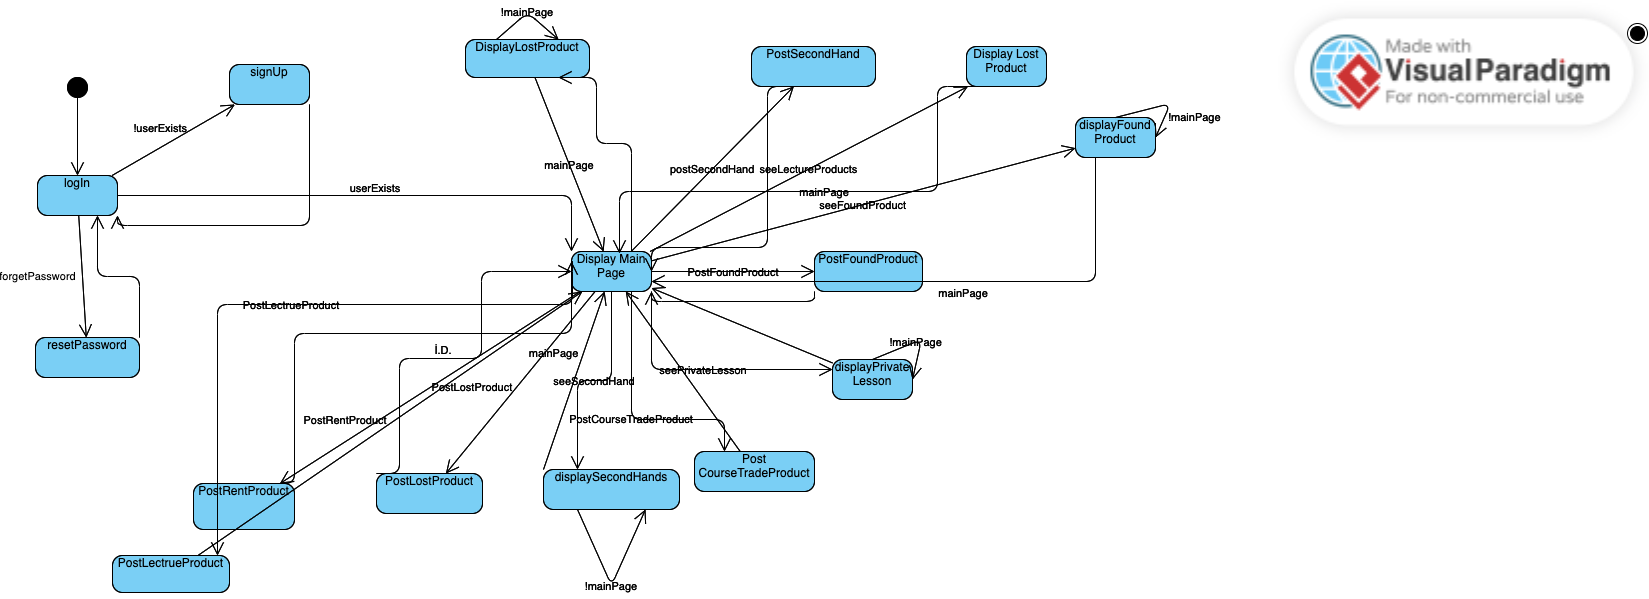 !mainPage
DisplayLostProduct
PostSecondHand
Display Lost
Product
Made with
Visual Paradigm
For non-commercial use
signUp
!userExists
displayFound
Product
!mainPage
mainPage
postSecondHand
seeLectureProducts
logIn
userExists
mainPage
seeFoundProduct
Display Main
Page
PostFoundProduct
PostFoundProduct
forgetPassword
mainPage
PostLectrueProduct
resetPassword
İ.D.
mainPage
!mainPage
seePrivateLesson
displayPrivate
Lesson
PostLostProduct
seeSecondHand
PostRentProduct
PostCourseTradeProduct
Post
CourseTradeProduct
PostRentProduct
PostLostProduct
displaySecondHands
PostLectrueProduct
!mainPage